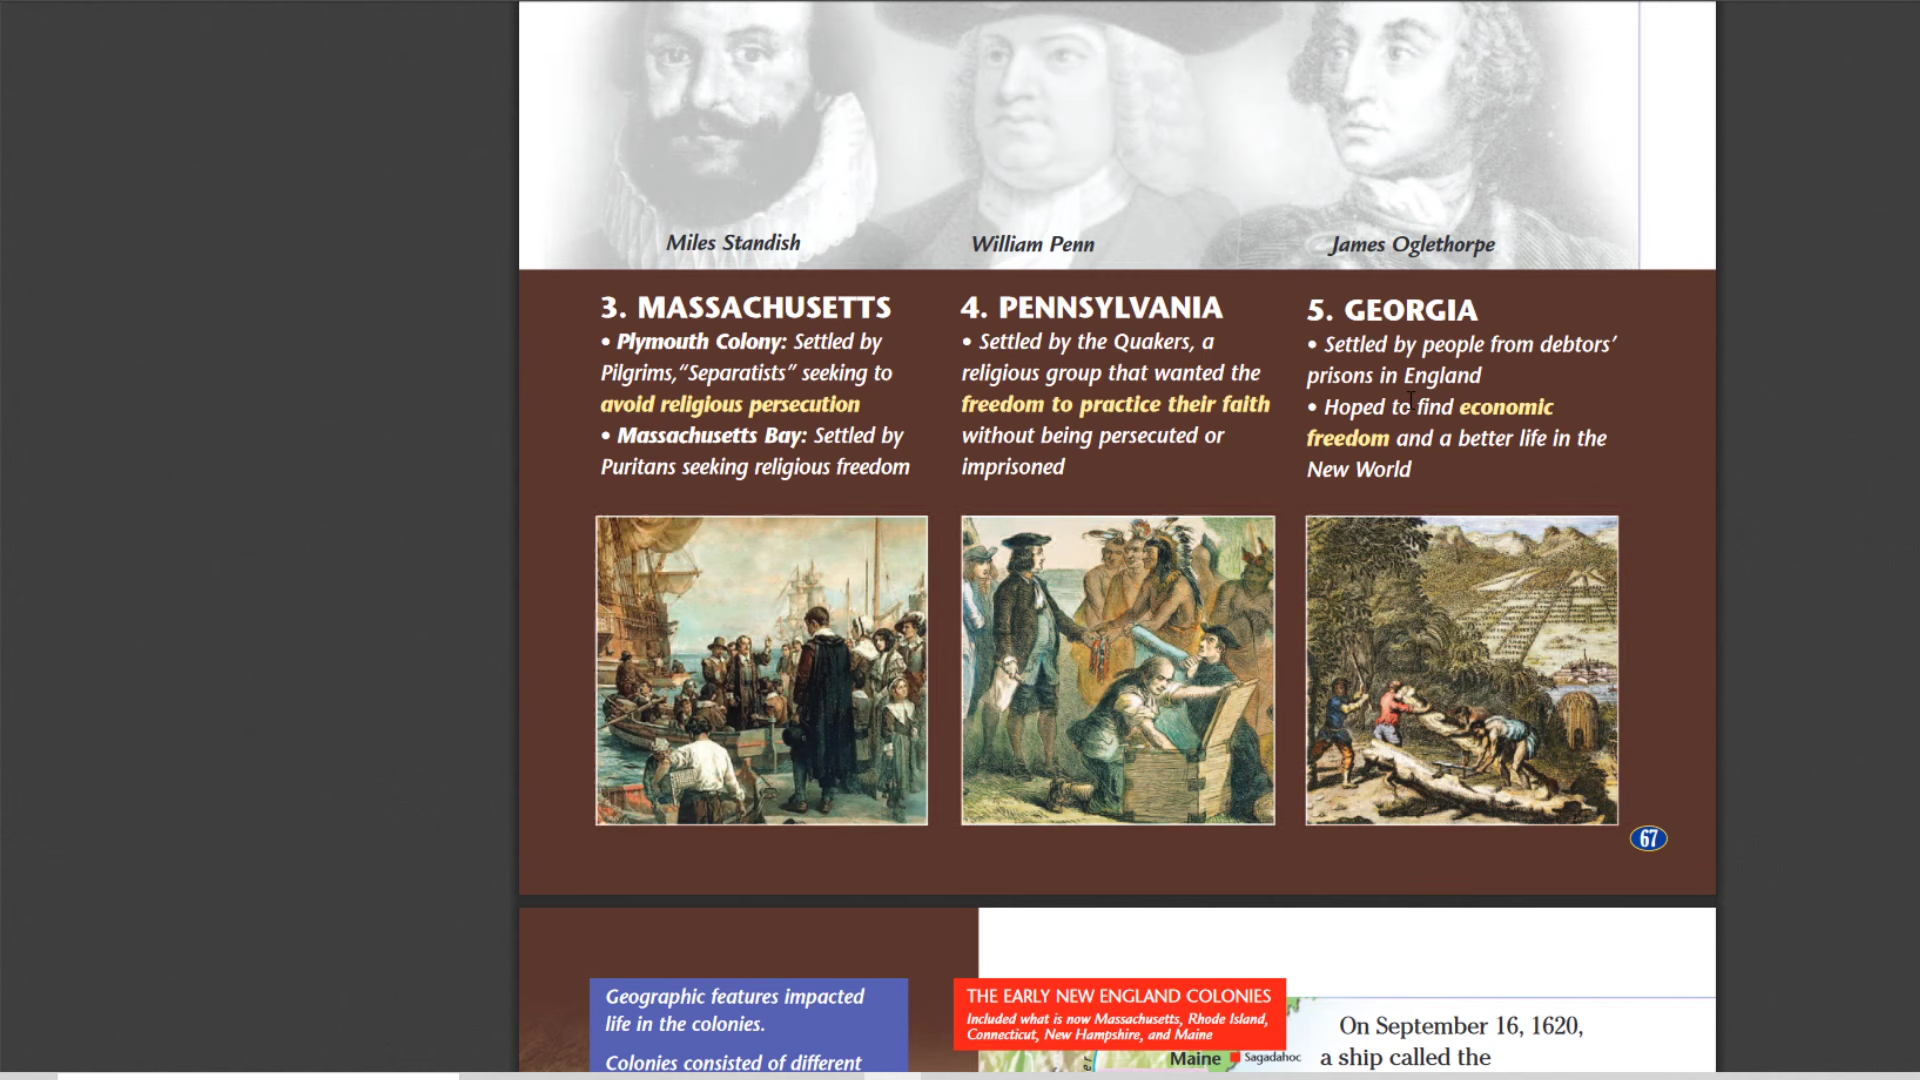 Miles Standish
William Penn
James Oglethorpe
3. MASSACHUSETTS
• Plymouth Colony: Settled by
Pilgrims, “Separatists” seeking to
avoid religious persecution
• Massachusetts Bay: Settled by
Puritans seeking religious freedom
4. PENNSYLVANIA
• Settled by the Quakers, a
religious group that wanted the
freedom to practice their faith
without being persecuted or
imprisoned
5. GEORGIA
• Settled by people from debtors’
prisons in England
• Hoped to find economic
freedom and a better life in the
New World
67
Geographic features impacted
life in the colonies.
Colonies consisted of different
THE EARLY NEW ENGLAND COLONIES
Included what is now Massachusetts, Rhode Island,
Connecticut, New Hampshire, and Maine
Maine
Sagadahoc
On September 16, 1620,
a ship called the